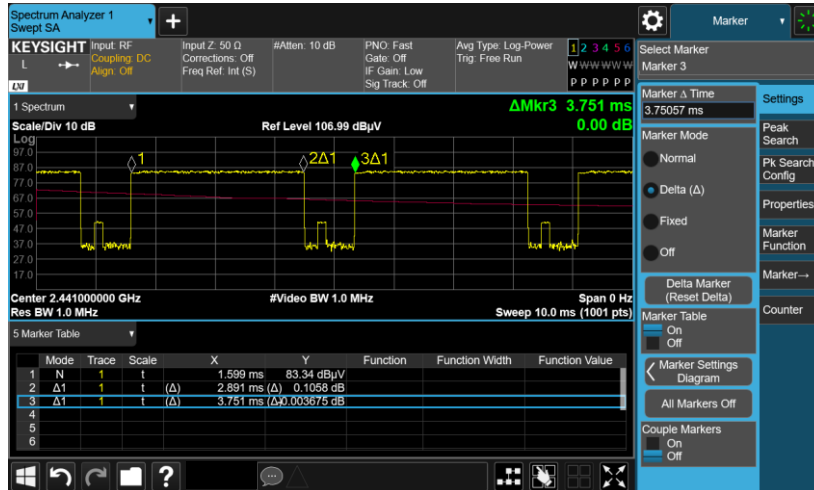 Spectrum Analyzer 1
Swept SA
+
Marker
KEYSIGHT
L
LXI
Input: RF
Coupling: DC
Align: Off
Input Z: 50 Ω
Corrections: Off
Freq Ref: Int (S)
#Atten: 10 dB
PNO: Fast
Gate: Off
IF Gain: Low
Sig Track: Off
Avg Type: Log-Power
Trig: Free Run
1 2 3 4 5 6
W W W W W W
P P P P P P
Select Marker
Marker 3
1 Spectrum
ΔMkr3 3.751 ms
0.00 dB
Scale/Div 10 dB
Ref Level 106.99 dBµV
Log
97.0
87.0
77.0
67.0
57.0
47.0
37.0
27.0
17.0
1
2Δ1
3Δ1
Center 2.441000000 GHz
#Video BW 1.0 MHz
Span 0 Hz
Res BW 1.0 MHz
Sweep 10.0 ms (1001 pts)
5 Marker Table
Mode Trace Scale X Y Function Function Width Function Value
1 N 1 t 1.599 ms 83.34 dBµV
2 Δ1 1 t (Δ) 2.891 ms (Δ) 0.1058 dB
3 Δ1 1 t (Δ) 3.751 ms (Δ) -0.003675 dB
4
5
6
?
Marker Δ Time
3.75057 ms
Marker Mode
Normal
Delta (Δ)
Fixed
Off
Delta Marker
(Reset Delta)
Marker Table
On
Off
Marker Settings
Diagram
All Markers Off
Couple Markers
On
Off
Settings
Peak
Search
Pk Search
Config
Properties
Marker
Function
Marker→
Counter